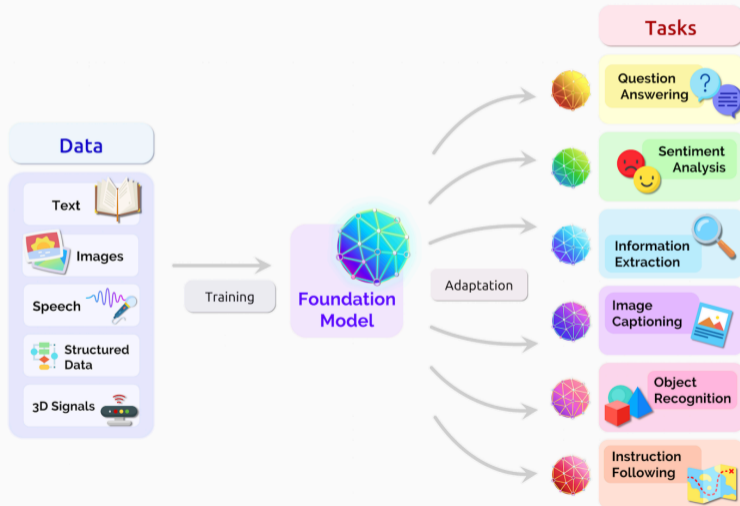 Data
Text
Images
Speech
Structured
Data
3D Signals
Training
Foundation
Model
Adaptation
Tasks
Question
Answering
?
Sentiment
Analysis
Information
Extraction
Image
Captioning
Object
Recognition
Instruction
Following